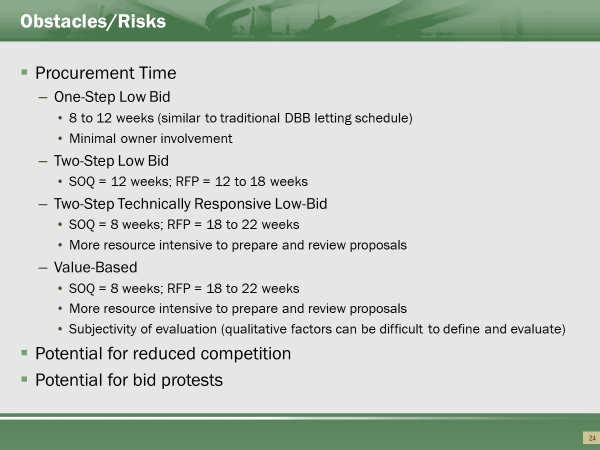 Obstacles/Risks
▪ Procurement Time
– One-Step Low Bid
• 8 to 12 weeks (similar to traditional DBB letting schedule)
• Minimal owner involvement
– Two-Step Low Bid
• SOQ = 12 weeks; RFP = 12 to 18 weeks
– Two-Step Technically Responsive Low-Bid
• SOQ = 8 weeks; RFP = 18 to 22 weeks
• More resource intensive to prepare and review proposals
– Value-Based
• SOQ = 8 weeks; RFP = 18 to 22 weeks
• More resource intensive to prepare and review proposals
• Subjectivity of evaluation (qualitative factors can be difficult to define and evaluate)
▪ Potential for reduced competition
▪ Potential for bid protests
24